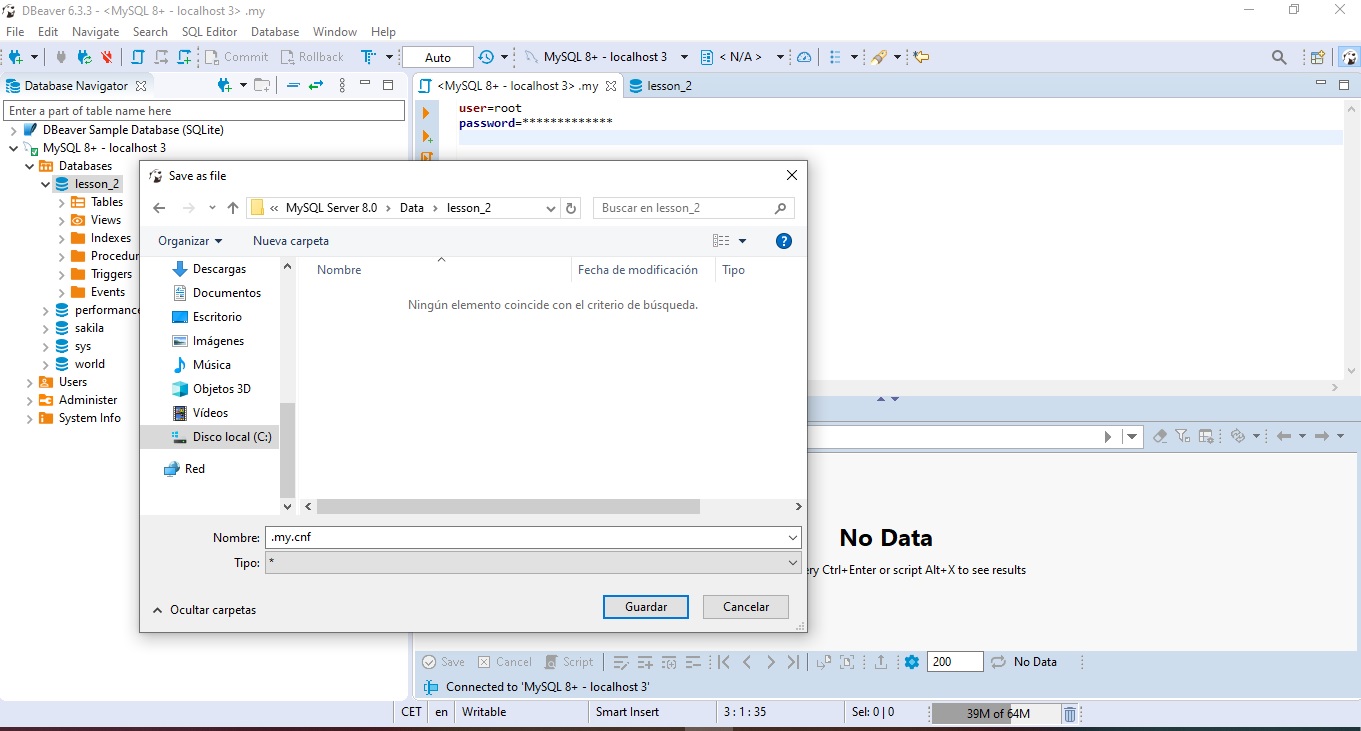 DBeaver 6.3.3 - <MySQL 8+ - localhost 3> .my
File Edit Navigate Search SQL Editor Database Window Help
Commit Rollback Auto MySQL 8+ - localhost 3 < N/A >
Database Navigator
Enter a part of table name here
DBeaver Sample Database (SQLite)
MySQL 8+ - localhost 3
Databases
lesson_2
Tables
Views
Indexes
Procedur
Triggers
Events
performance
sakila
sys
world
Users
Administer
System Info
<MySQL 8+ - localhost 3> .my lesson_2
user=root
password=*************
Save as file
« MySQL Server 8.0 › Data › lesson_2
Buscar en lesson_2
Organizar Nueva carpeta
Descargas
Documentos
Escritorio
Imágenes
Música
Objetos 3D
Vídeos
Disco local (C:)
Red
Nombre Fecha de modificación Tipo
Ningún elemento coincide con el criterio de búsqueda.
Nombre: .my.cnf
Tipo: *
Ocultar carpetas Guardar Cancelar
No Data
ry Ctrl+Enter or script Alt+X to see results
Save Cancel Script 200 No Data
Connected to 'MySQL 8+ - localhost 3'
CET en Writable Smart Insert 3 : 1 : 35 Sel: 0 | 0 39M of 64M